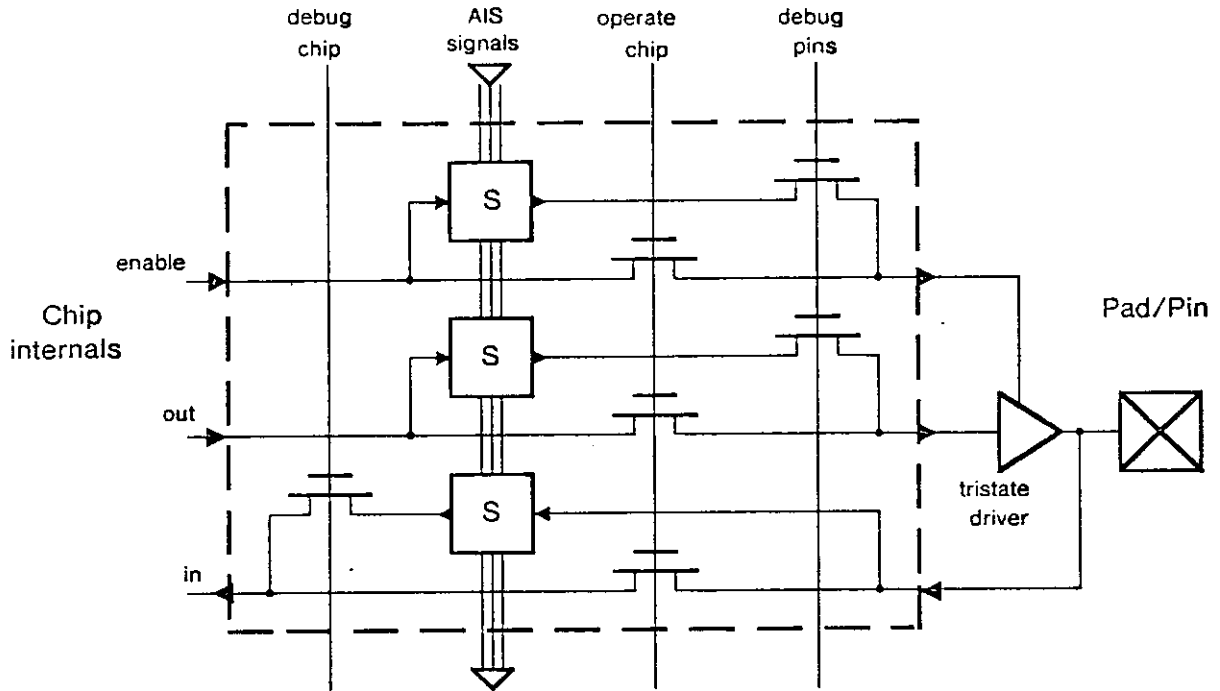 debug
chip
AIS
signals
operate
chip
debug
pins
S
enable
Chip
internals
S
Pad/Pin
out
S
tristate
driver
in